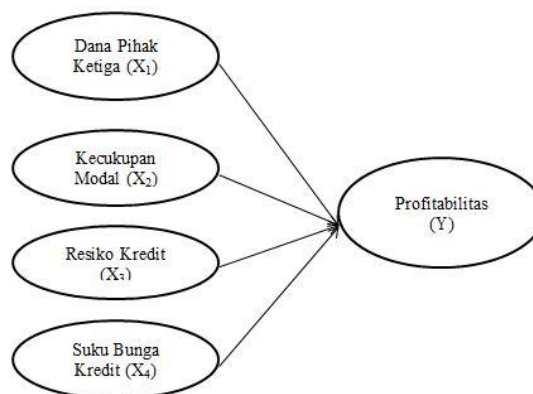 Dana Pihak
Ketiga (X₁)
Kecukupan
Modal (X₂)
Resiko Kredit
(X₃)
Suku Bunga
Kredit (X₄)
Profitabilitas
(Y)